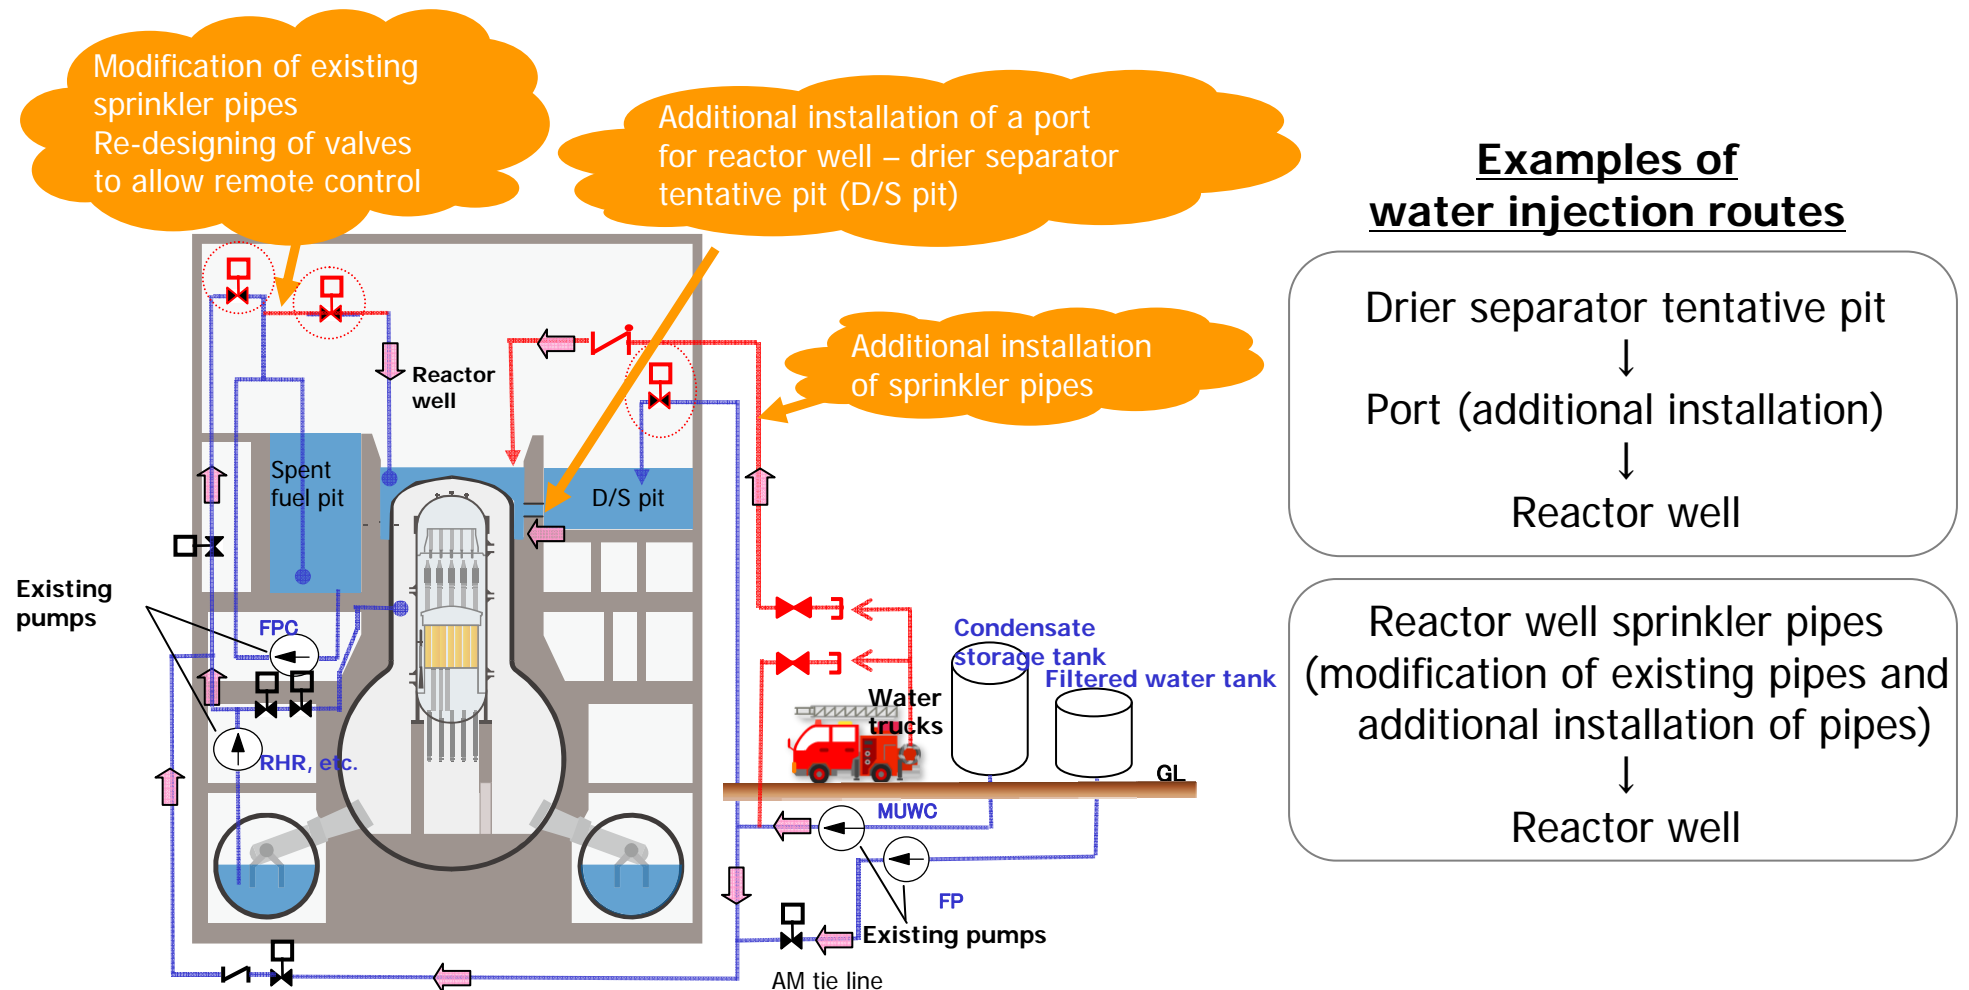 Modification of existing
sprinkler pipes
Re-designing of valves
to allow remote control
Additional installation of a port
for reactor well – drier separator
tentative pit (D/S pit)
Additional installation
of sprinkler pipes
Reactor
well
Spent
fuel pit
D/S pit
Existing
pumps
FPC
RHR, etc.
Condensate
storage tank
Filtered water tank
Water
trucks
GL
MUWC
FP
Existing pumps
AM tie line
Examples of
water injection routes
Drier separator tentative pit
↓
Port (additional installation)
↓
Reactor well
Reactor well sprinkler pipes
(modification of existing pipes and
additional installation of pipes)
↓
Reactor well